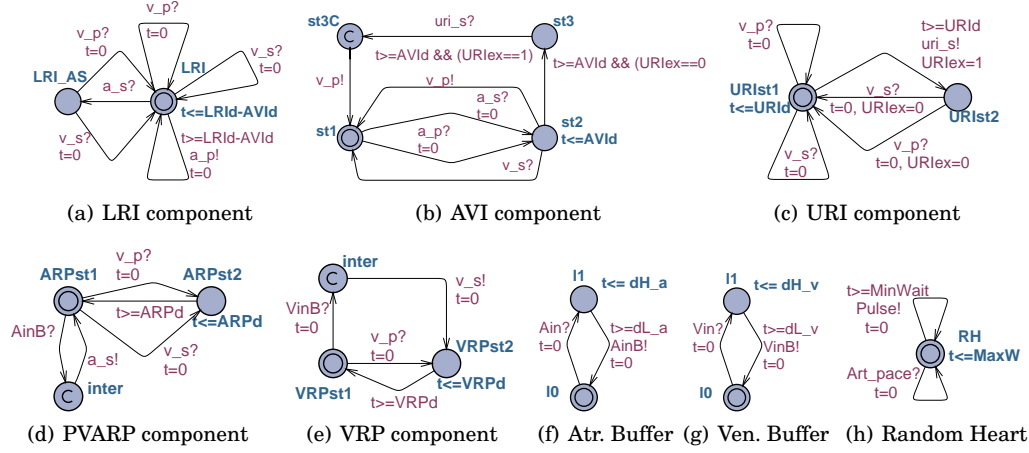 v_p?
t=0
v_p?
t=0
LRI
v_s?
t=0
LRI_AS
a_s?
t<=LRId-AVId
v_s?
t=0
t>=LRId-AVId
a_p!
t=0
(a) LRI component
st3C
uri_s?
st3
C
t>=AVId && (URIex==1)
t>=AVId && (URIex==0
v_p!
v_p!
a_s?
t=0
st1
st2
a_p?
t=0
t<=AVId
v_s?
(b) AVI component
v_p?
t=0
t>=URId
uri_s!
URIex=1
URIst1
t<=URId
v_s?
t=0, URIex=0
URIst2
v_s?
t=0
v_p?
t=0, URIex=0
(c) URI component
v_p?
t=0
ARPst1
ARPst2
t>=ARPd
t<=ARPd
AinB?
a_s!
v_s?
t=0
C
inter
(d) PVARP component
inter
C
v_s!
VinB?
t=0
v_p?
t=0
VRPst2
t<=VRPd
VRPst1
t>=VRPd
(e) VRP component
l1
t<= dH_a
Ain?
t=0
t>=dL_a
AinB!
t=0
l0
(f) Atr. Buffer
l1
t<= dH_v
Vin?
t=0
t>=dL_v
VinB!
t=0
l0
(g) Ven. Buffer
t>=MinWait
Pulse!
t=0
RH
t<=MaxW
Art_pace?
t=0
(h) Random Heart